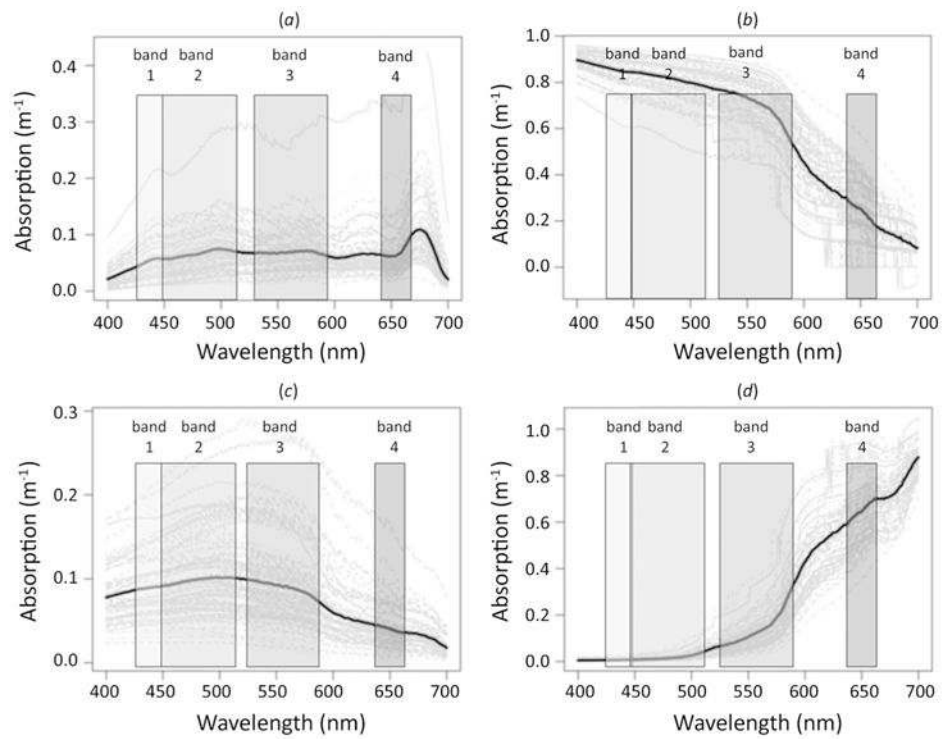 (a)
band band band band
1 2 3 4
0.4
0.3
0.2
0.1
0.0
Absorption (m⁻¹)
400 450 500 550 600 650 700
Wavelength (nm)
(b)
band band band band
1 2 3 4
1.0
0.8
0.6
0.4
0.2
0.0
Absorption (m⁻¹)
400 450 500 550 600 650 700
Wavelength (nm)
(c)
band band band band
1 2 3 4
0.3
0.2
0.1
0.0
Absorption (m⁻¹)
400 450 500 550 600 650 700
Wavelength (nm)
(d)
band band band band
1 2 3 4
1.0
0.8
0.6
0.4
0.2
0.0
Absorption (m⁻¹)
400 450 500 550 600 650 700
Wavelength (nm)